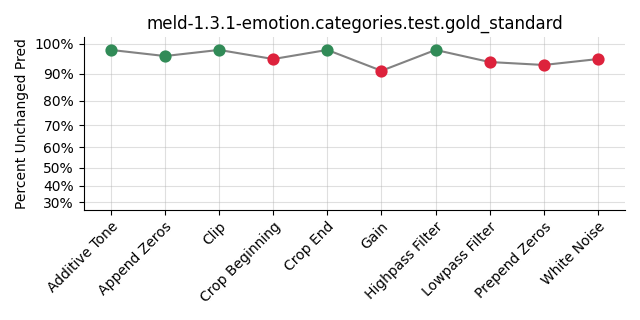 meld-1.3.1-emotion.categories.test.gold_standard
Percent Unchanged Pred
100%
90%
80%
70%
60%
50%
40%
30%
Additive Tone
Append Zeros
Clip
Crop Beginning
Crop End
Gain
Highpass Filter
Lowpass Filter
Prepend Zeros
White Noise